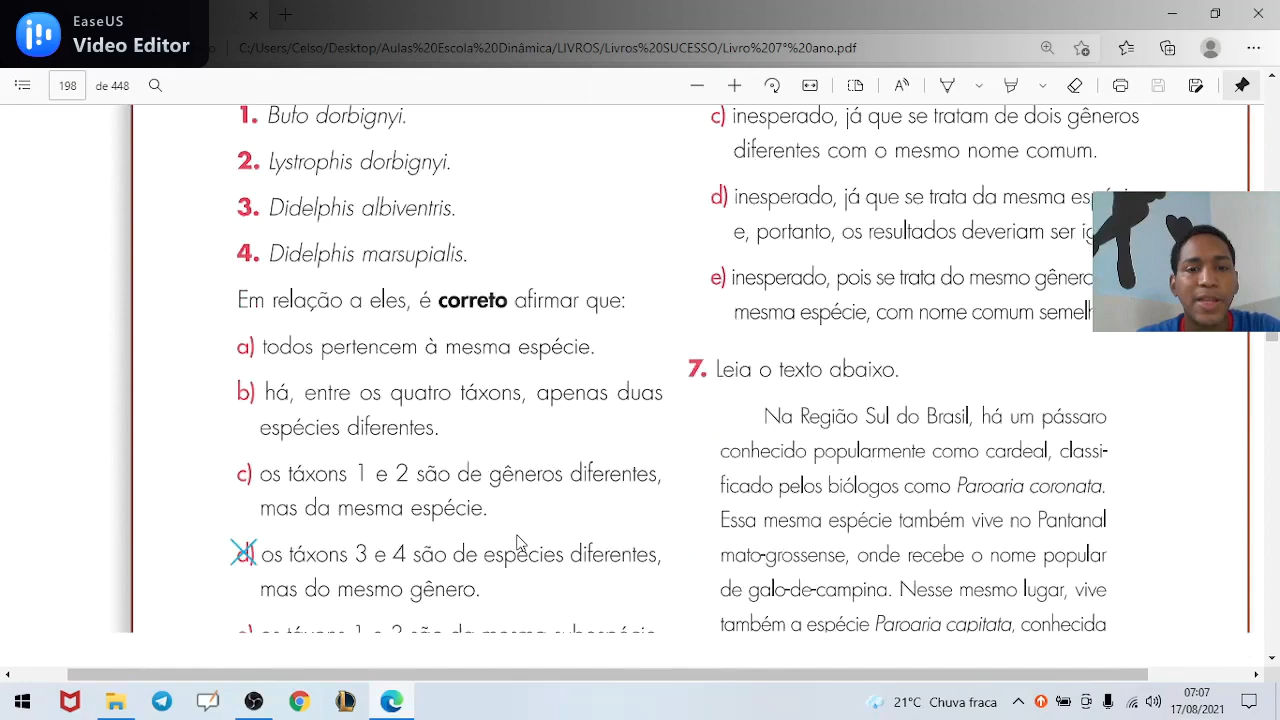 EaseUS
Video Editor
C:/Users/Celso/Desktop/Aulas%20Escola%20Dinâmica/LIVROS/Livros%20SUCESSO/Livro%207°%20ano.pdf
198 de 448
1. Bufo dorbignyi.
2. Lystrophis dorbignyi.
3. Didelphis albiventris.
4. Didelphis marsupialis.
Em relação a eles, é correto afirmar que:
a) todos pertencem à mesma espécie.
b) há, entre os quatro táxons, apenas duas
espécies diferentes.
c) os táxons 1 e 2 são de gêneros diferentes,
mas da mesma espécie.
d) os táxons 3 e 4 são de espécies diferentes,
mas do mesmo gênero.
c) inesperado, já que se tratam de dois gêneros
diferentes com o mesmo nome comum.
d) inesperado, já que se trata da mesma
e, portanto, os resultados deveriam ser
e) inesperado, pois se trata do mesmo
mesma espécie, com nome comum
7. Leia o texto abaixo.
Na Região Sul do Brasil, há um pássaro
conhecido popularmente como cardeal, classi-
ficado pelos biólogos como Paroaria coronata.
Essa mesma espécie também vive no Pantanal
mato-grossense, onde recebe o nome popular
de galo-de-campina. Nesse mesmo lugar, vive
também a espécie Paroaria capitata, conhecida
21°C Chuva fraca
07:07
17/08/2021